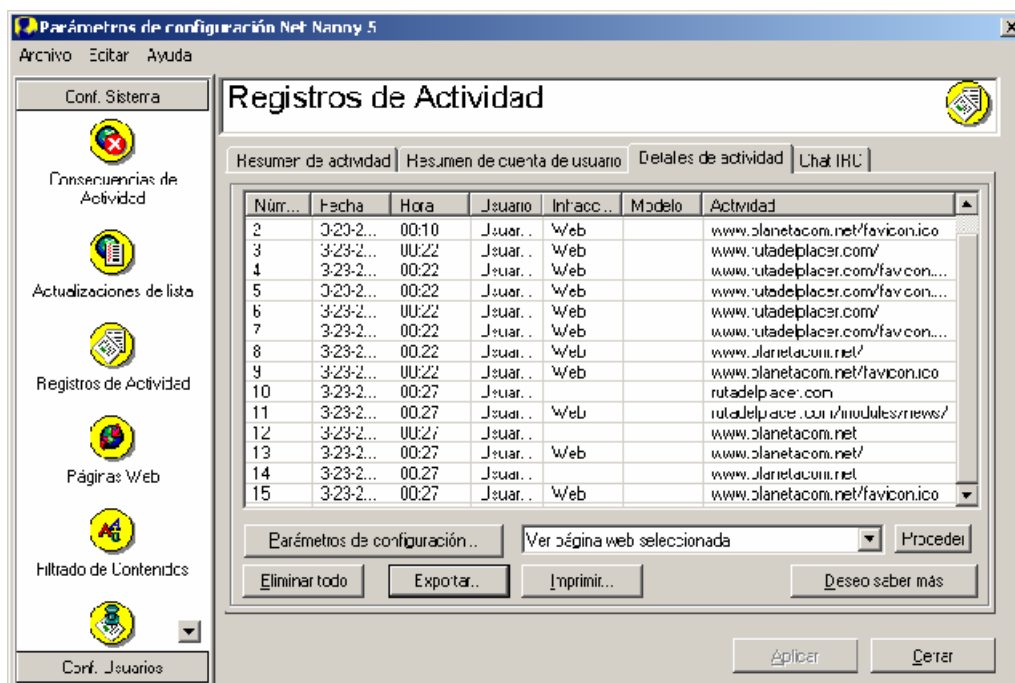 Parámetros de configuración Net Nanny 5
Archivo Editar Ayuda
Conf. Sistema
Consecuencias de
Actividad
Actualizaciones de lista
Registros de Actividad
Páginas Web
Filtrado de Contenidos
Conf. Usuarios
Registros de Actividad
Resumen de actividad Resumen de cuenta de usuario Detalles de actividad Chat IRC
Núm... Fecha Hora Usuario Infracc... Modelo Actividad
2 3-23-2... 00:10 Usuar... Web www.planetacom.net/favicon.ico
3 3-23-2... 00:22 Usuar... Web www.rutadelplacer.com/
4 3-23-2... 00:22 Usuar... Web www.rutadelplacer.com/favicon....
5 3-23-2... 00:22 Usuar... Web www.rutadelplacer.com/favicon....
6 3-23-2... 00:22 Usuar... Web www.rutadelplacer.com/
7 3-23-2... 00:22 Usuar... Web www.rutadelplacer.com/favicon....
8 3-23-2... 00:22 Usuar... Web www.planetacom.net/
9 3-23-2... 00:22 Usuar... Web www.planetacom.net/favicon.ico
10 3-23-2... 00:27 Usuar... rutadelplacer.com
11 3-23-2... 00:27 Usuar... Web rutadelplacer.com/modules/news/
12 3-23-2... 00:27 Usuar... www.planetacom.net
13 3-23-2... 00:27 Usuar... Web www.planetacom.net/
14 3-23-2... 00:27 Usuar... www.planetacom.net
15 3-23-2... 00:27 Usuar... Web www.planetacom.net/favicon.ico
Parámetros de configuración... Ver página web seleccionada Proceder
Eliminar todo Exportar... Imprimir... Deseo saber más
Aplicar Cerrar